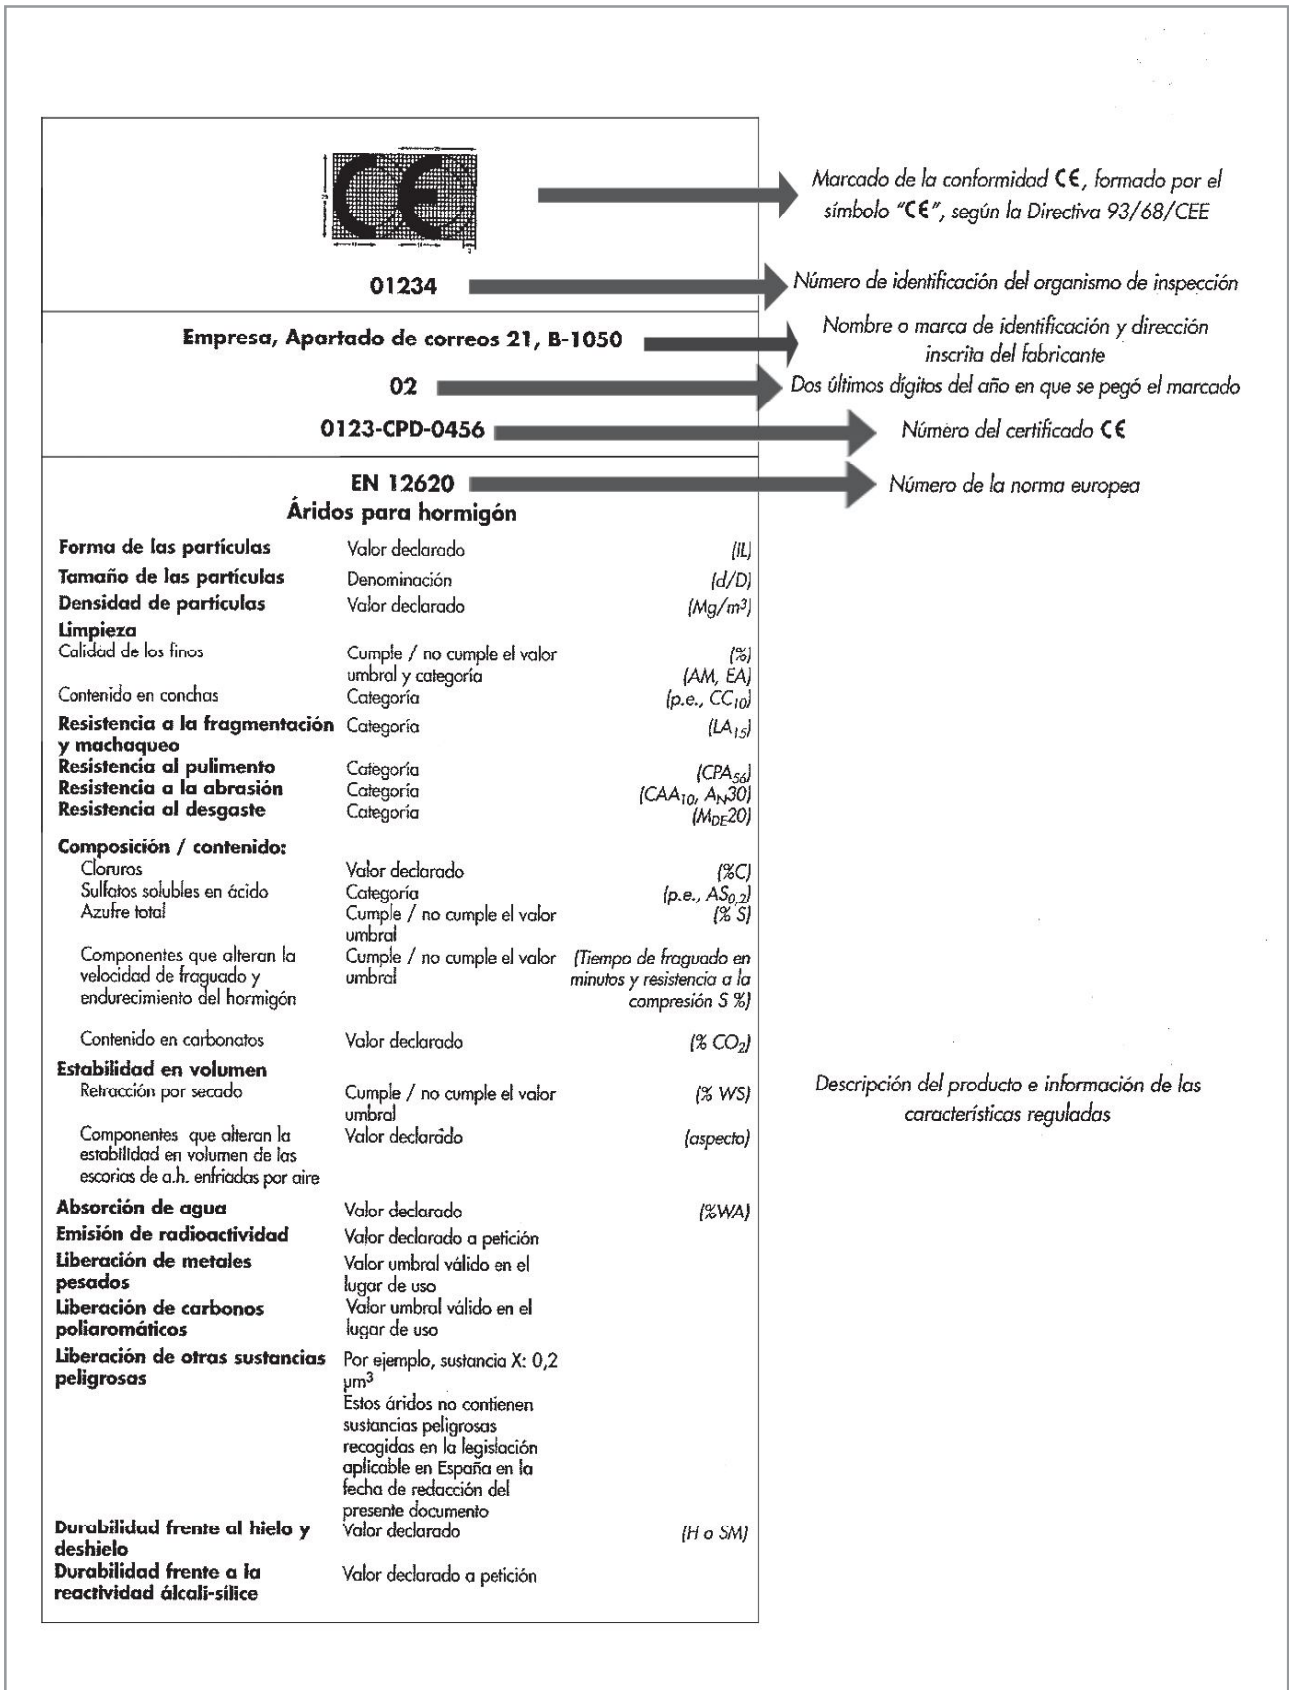 CE
Marcado de la conformidad CE, formado por el
símbolo "CE", según la Directiva 93/68/CEE
01234
Número de identificación del organismo de inspección
Empresa, Apartado de correos 21, B-1050
Nombre o marca de identificación y dirección
inscrita del fabricante
02
Dos últimos dígitos del año en que se pegó el marcado
0123-CPD-0456
Número del certificado CE
EN 12620
Número de la norma europea
Áridos para hormigón
Forma de las partículas Valor declarado (IL)
Tamaño de las partículas Denominación (d/D)
Densidad de partículas Valor declarado (Mg/m³)
Limpieza
Calidad de los finos Cumple / no cumple el valor (%)
umbral y categoría (AM, EA)
Contenido en conchas Categoría (p.e., CC10)
Resistencia a la fragmentación Categoría (LA15)
y machaqueo
Resistencia al pulimento Categoría (CPA56)
Resistencia a la abrasión Categoría (CAA10, AN30)
Resistencia al desgaste Categoría (MDE20)
Composición / contenido:
Cloruros Valor declarado (%C)
Sulfatos solubles en ácido Categoría (p.e., AS0,2)
Azufre total Cumple / no cumple el valor (% S)
umbral
Componentes que alteran la Cumple / no cumple el valor (Tiempo de fraguado en
velocidad de fraguado y umbral minutos y resistencia a la
endurecimiento del hormigón compresión S %)
Contenido en carbonatos Valor declarado (% CO2)
Estabilidad en volumen
Retracción por secado Cumple / no cumple el valor (% WS)
umbral
Descripción del producto e información de las
características reguladas
Componentes que alteran la Valor declarado (aspecto)
estabilidad en volumen de las
escorias de a.h. enfriadas por aire
Absorción de agua Valor declarado (%WA)
Emisión de radioactividad Valor declarado a petición
Liberación de metales Valor umbral válido en el
pesados lugar de uso
Liberación de carbonos Valor umbral válido en el
poliaromáticos lugar de uso
Liberación de otras sustancias Por ejemplo, sustancia X: 0,2
peligrosas µm³
Estos áridos no contienen
sustancias peligrosas
recogidas en la legislación
aplicable en España en la
fecha de redacción del
presente documento
Durabilidad frente al hielo y Valor declarado (H o SM)
deshielo
Durabilidad frente a la Valor declarado a petición
reactividad álcali-sílice